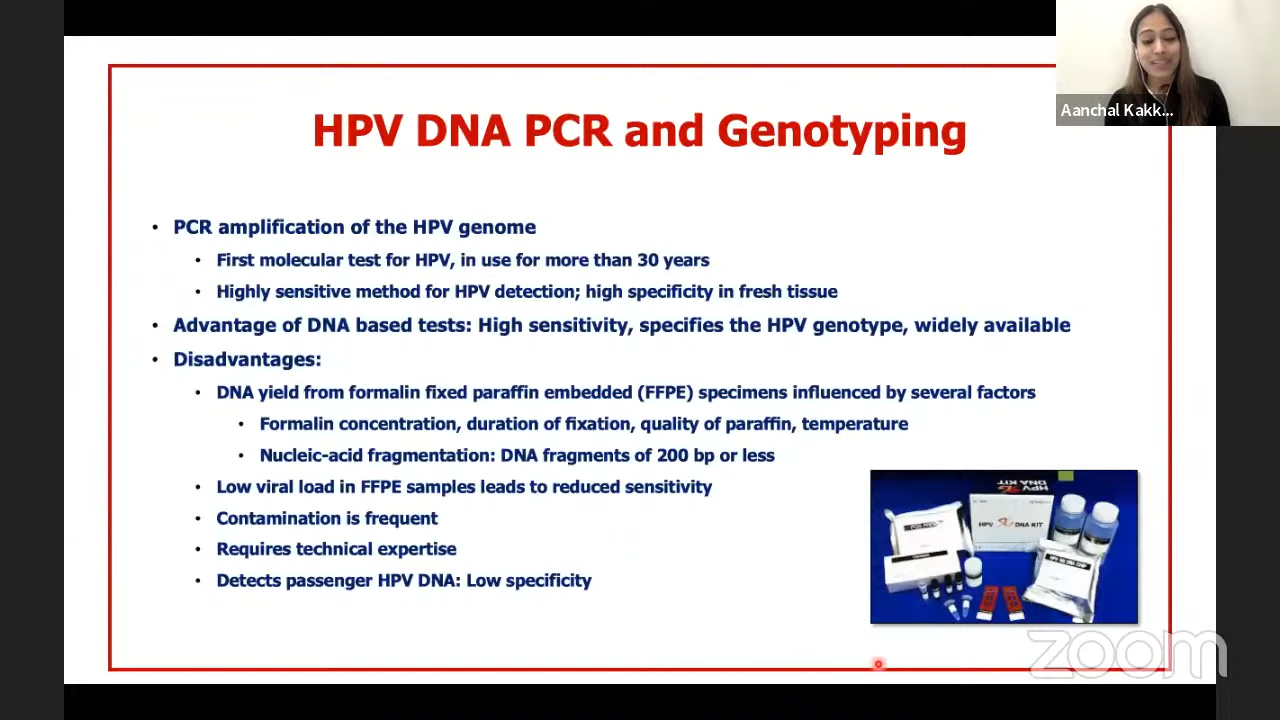 Aanchal Kakk...
HPV DNA PCR and Genotyping
• PCR amplification of the HPV genome
• First molecular test for HPV, in use for more than 30 years
• Highly sensitive method for HPV detection; high specificity in fresh tissue
• Advantage of DNA based tests: High sensitivity, specifies the HPV genotype, widely available
• Disadvantages:
• DNA yield from formalin fixed paraffin embedded (FFPE) specimens influenced by several factors
• Formalin concentration, duration of fixation, quality of paraffin, temperature
• Nucleic-acid fragmentation: DNA fragments of 200 bp or less
• Low viral load in FFPE samples leads to reduced sensitivity
• Contamination is frequent
• Requires technical expertise
• Detects passenger HPV DNA: Low specificity
HPV DNA KIT
HPV DNA KIT
zoom